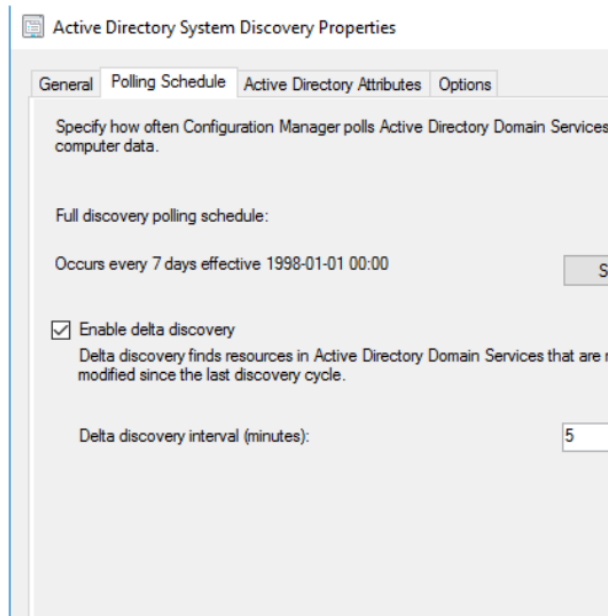 Active Directory System Discovery Properties
General Polling Schedule Active Directory Attributes Options
Specify how often Configuration Manager polls Active Directory Domain Services
computer data.
Full discovery polling schedule:
Occurs every 7 days effective 1998-01-01 00:00
S
Enable delta discovery
Delta discovery finds resources in Active Directory Domain Services that are
modified since the last discovery cycle.
Delta discovery interval (minutes):
5